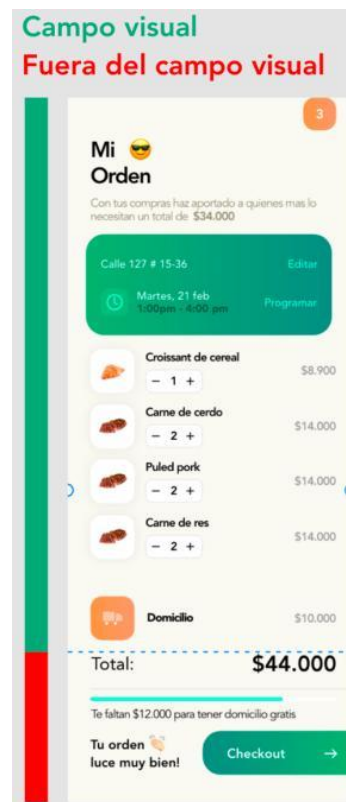 Campo visual
Fuera del campo visual
3
Mi 😎
Orden
Con tus compras haz aportado a quienes mas lo
necesitan un total de $34.000
Calle 127 # 15-36 Editar
Martes, 21 feb
1:00pm - 4:00 pm Programar
Croissant de cereal
$8.900
− 1 +
Carne de cerdo
$14.000
− 2 +
Puled pork
$14.000
− 2 +
Carne de res
$14.000
− 2 +
Domicilio $10.000
Total: $44.000
Te faltan $12.000 para tener domicilio gratis
Tu orden 👏🏻
luce muy bien!
Checkout →